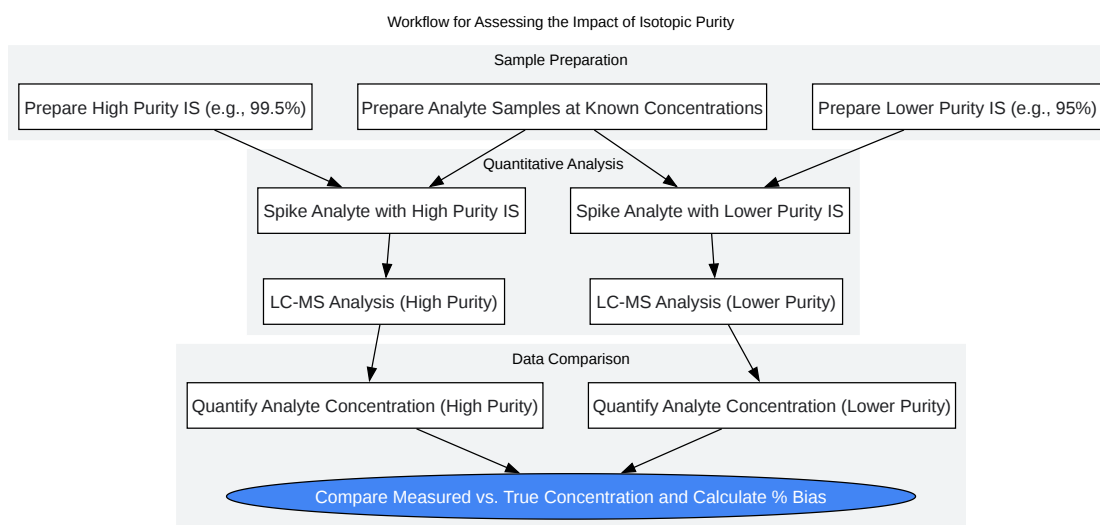 Workflow for Assessing the Impact of Isotopic Purity
Sample Preparation
Prepare High Purity IS (e.g., 99.5%)
Prepare Analyte Samples at Known Concentrations
Prepare Lower Purity IS (e.g., 95%)
Quantitative Analysis
Spike Analyte with High Purity IS
Spike Analyte with Lower Purity IS
LC-MS Analysis (High Purity)
LC-MS Analysis (Lower Purity)
Data Comparison
Quantify Analyte Concentration (High Purity)
Quantify Analyte Concentration (Lower Purity)
Compare Measured vs. True Concentration and Calculate % Bias